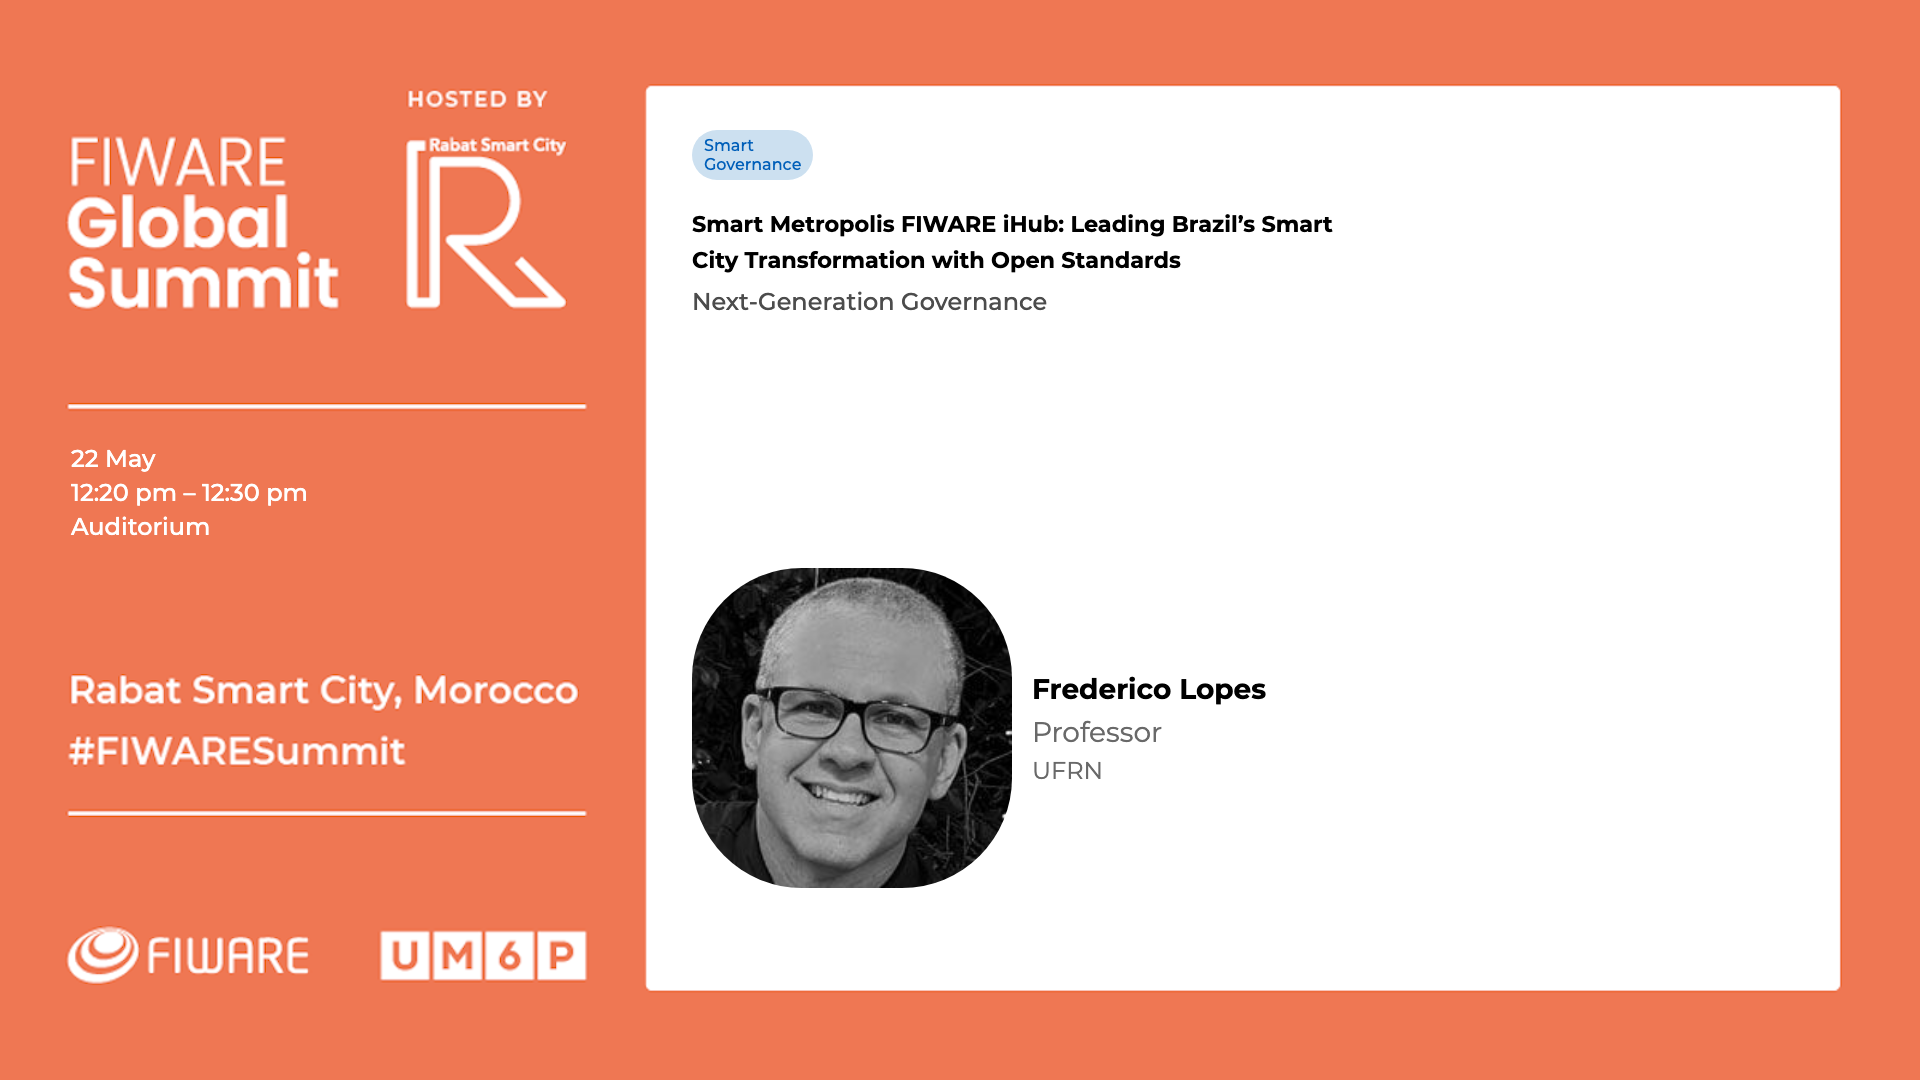 HOSTED BY
FIWARE
Global
Summit
Rabat Smart City
R
22 May
12:20 pm – 12:30 pm
Auditorium
Rabat Smart City, Morocco
#FIWARESummit
FIWARE
UM6P
Smart
Governance
Smart Metropolis FIWARE iHub: Leading Brazil’s Smart
City Transformation with Open Standards
Next-Generation Governance
Frederico Lopes
Professor
UFRN